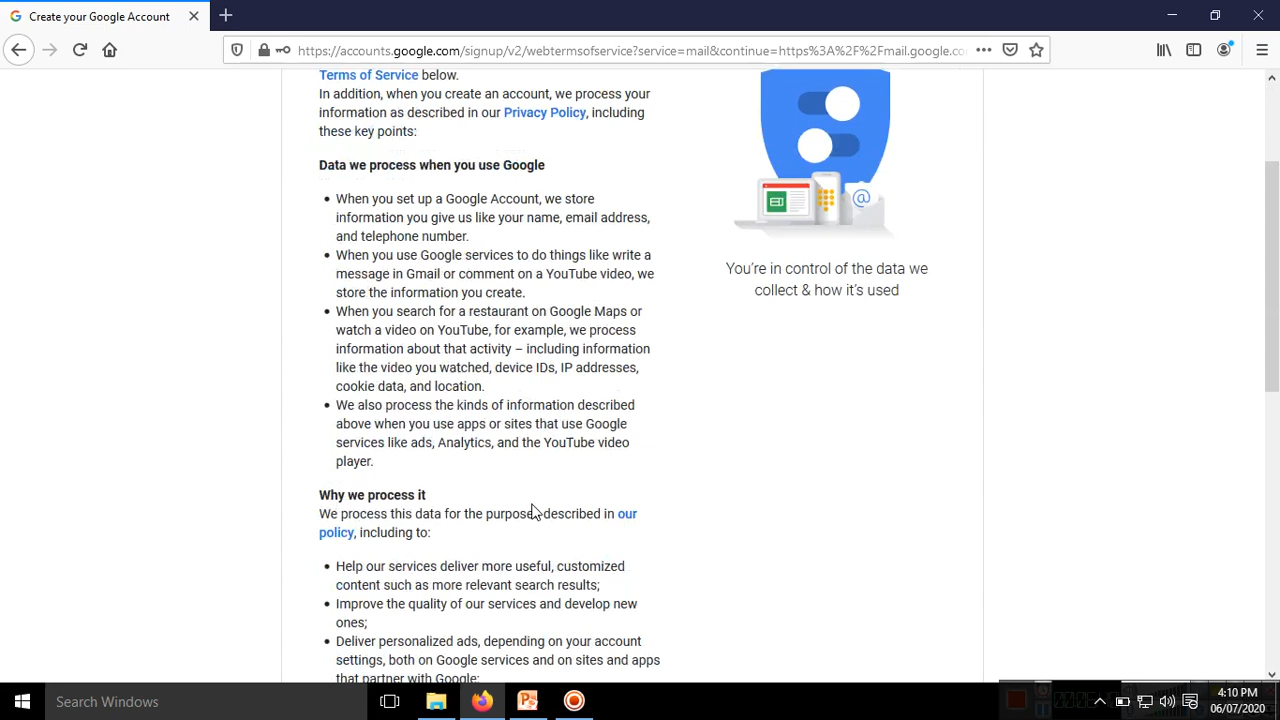 Create your Google Account
https://accounts.google.com/signup/v2/webtermsofservice?service=mail&continue=https%3A%2F%2Fmail.google.co
Terms of Service below.
In addition, when you create an account, we process your
information as described in our Privacy Policy, including
these key points:
Data we process when you use Google
• When you set up a Google Account, we store
information you give us like your name, email address,
and telephone number.
• When you use Google services to do things like write a
message in Gmail or comment on a YouTube video, we
store the information you create.
• When you search for a restaurant on Google Maps or
watch a video on YouTube, for example, we process
information about that activity – including information
like the video you watched, device IDs, IP addresses,
cookie data, and location.
• We also process the kinds of information described
above when you use apps or sites that use Google
services like ads, Analytics, and the YouTube video
player.
Why we process it
We process this data for the purposes described in our
policy, including to:
• Help our services deliver more useful, customized
content such as more relevant search results;
• Improve the quality of our services and develop new
ones;
• Deliver personalized ads, depending on your account
settings, both on Google services and on sites and apps
that partner with Google;
@
You're in control of the data we
collect & how it's used
Search Windows
4:10 PM
06/07/2020